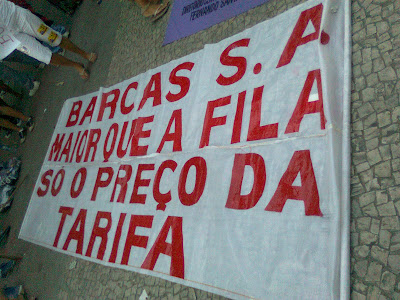 BARCAS S.A.
MAIOR QUE A FILA
SÓ O PREÇO DA
TARIFA